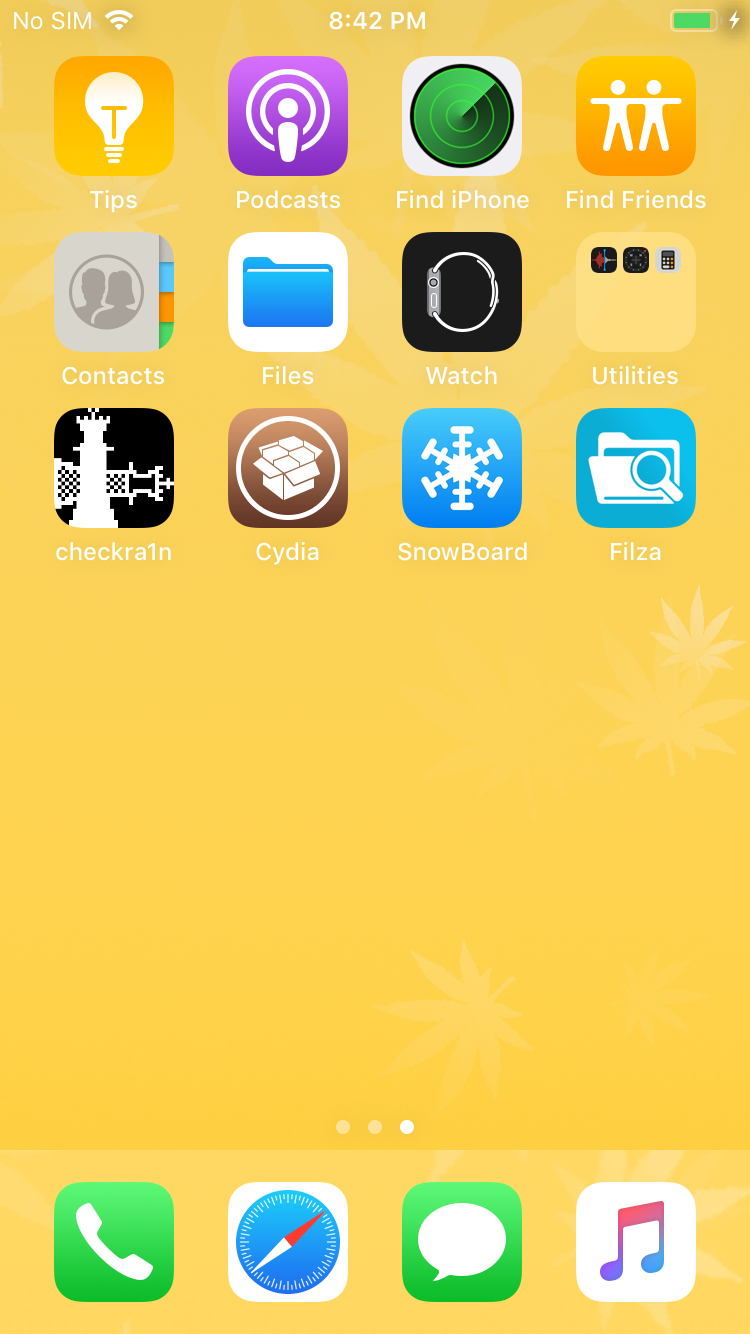 No SIM 8:42 PM
Tips Podcasts Find iPhone Find Friends
Contacts Files Watch Utilities
checkra1n Cydia SnowBoard Filza